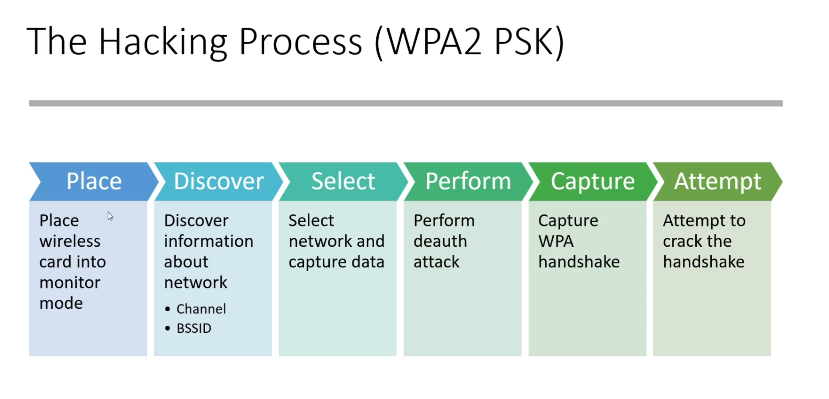 The Hacking Process (WPA2 PSK)
Place
Discover
Select
Perform
Capture
Attempt
Place
wireless
card into
monitor
mode
Discover
information
about
network
• Channel
• BSSID
Select
network and
capture data
Perform
deauth
attack
Capture
WPA
handshake
Attempt to
crack the
handshake